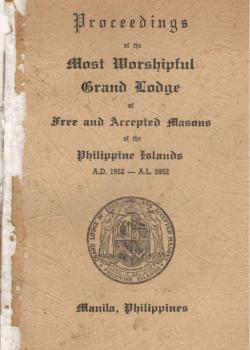 Proceedings
of the
Most Worshipful
Grand Lodge
of
Free and Accepted Masons
of the
Philippine Islands
A.D. 1952 — A.L. 5952
Manila, Philippines